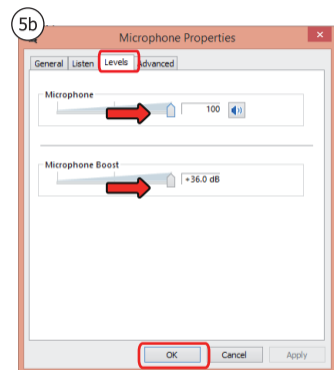 5b
Microphone Properties
General Listen Levels Advanced
Microphone
100
Microphone Boost
+36.0 dB
OK Cancel Apply